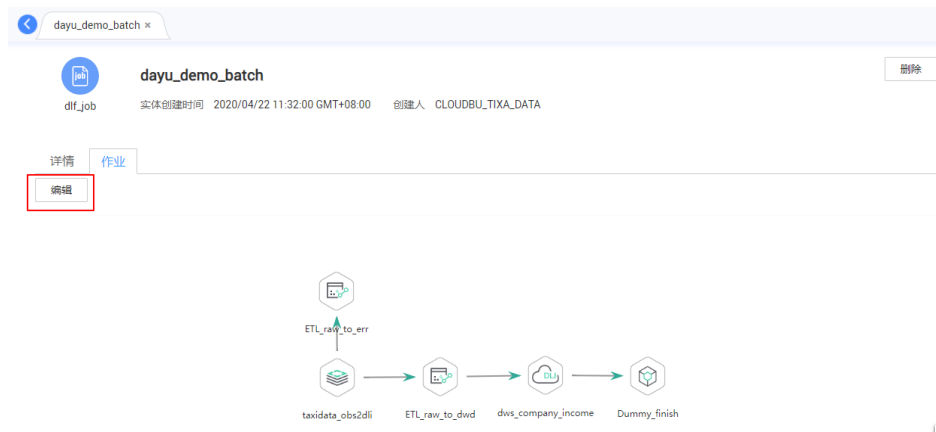 dayu_demo_batch ×
job
dayu_demo_batch
删除
dlf_job
实体创建时间 2020/04/22 11:32:00 GMT+08:00 创建人 CLOUDBU_TIXA_DATA
详情 作业
编辑
ETL_raw_to_err
DLI
taxidata_obs2dli ETL_raw_to_dwd dws_company_income Dummy_finish